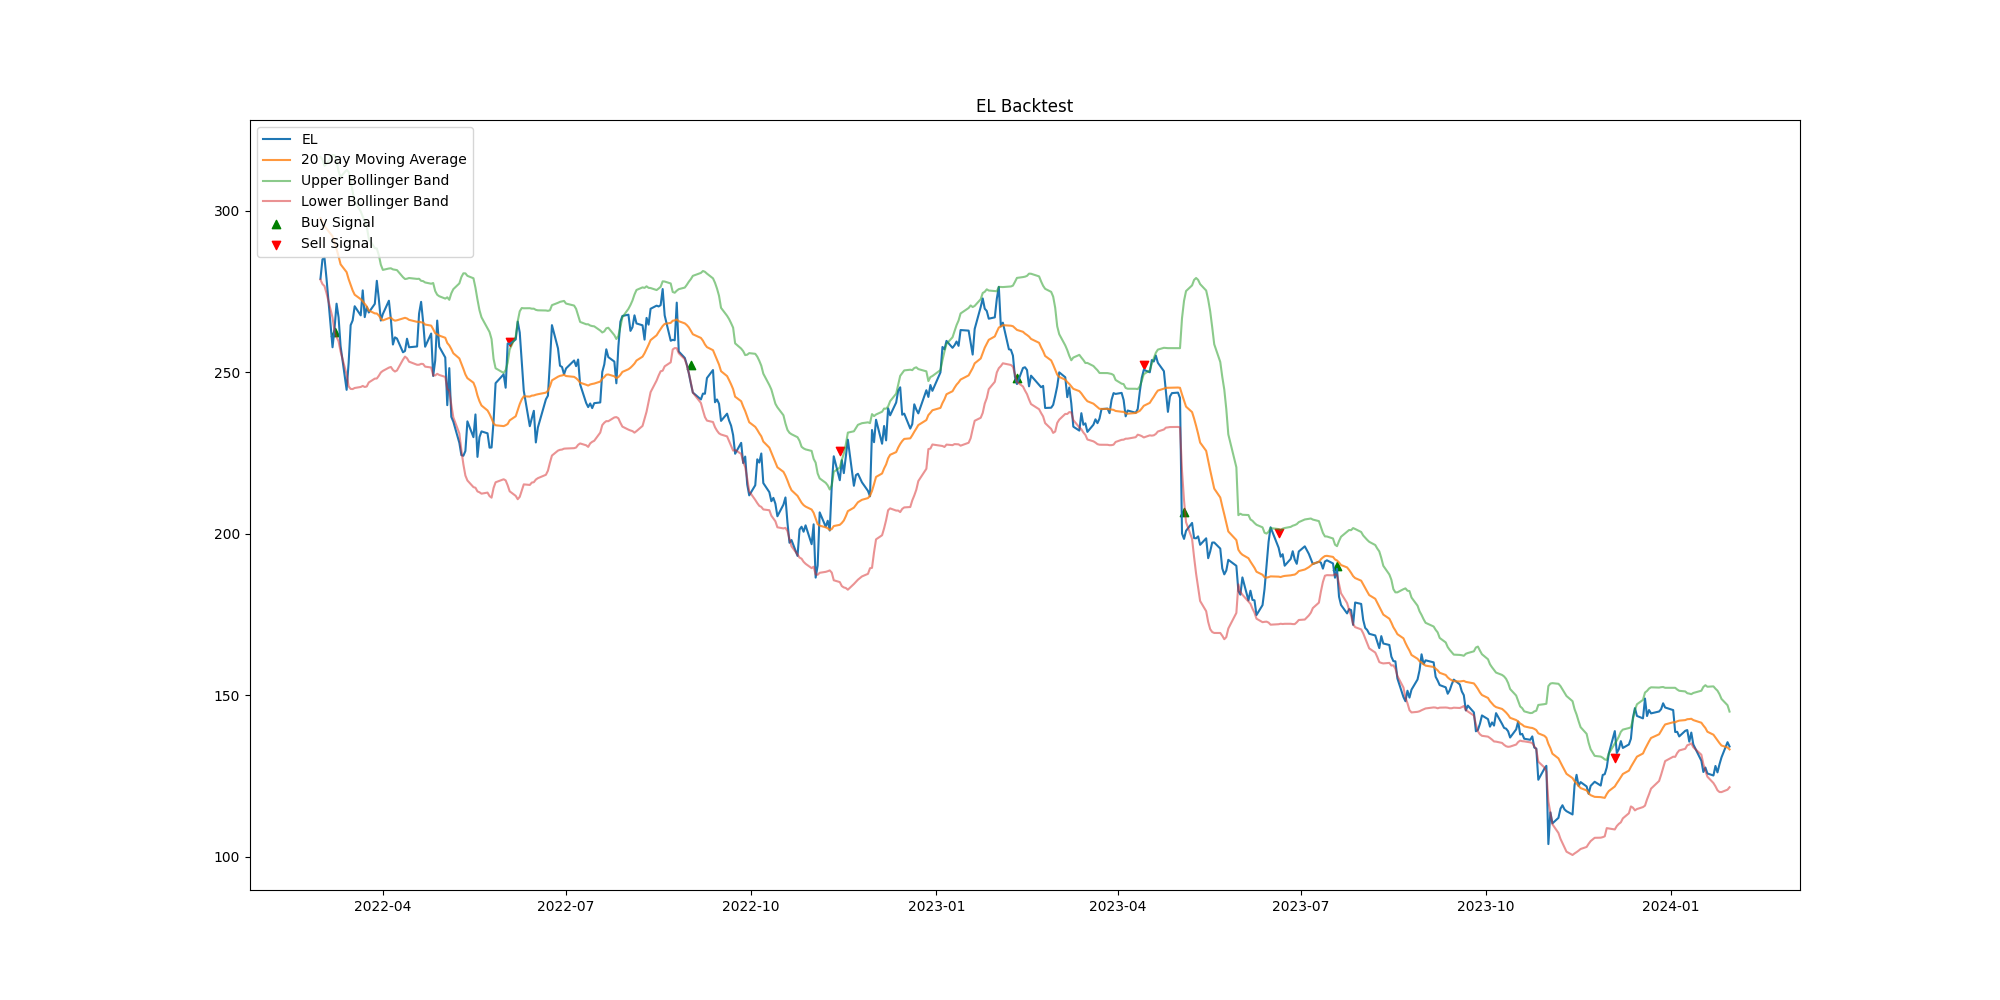 EL Backtest
EL
20 Day Moving Average
Upper Bollinger Band
Lower Bollinger Band
Buy Signal
Sell Signal
300
250
200
150
100
2022-04
2022-07
2022-10
2023-01
2023-04
2023-07
2023-10
2024-01